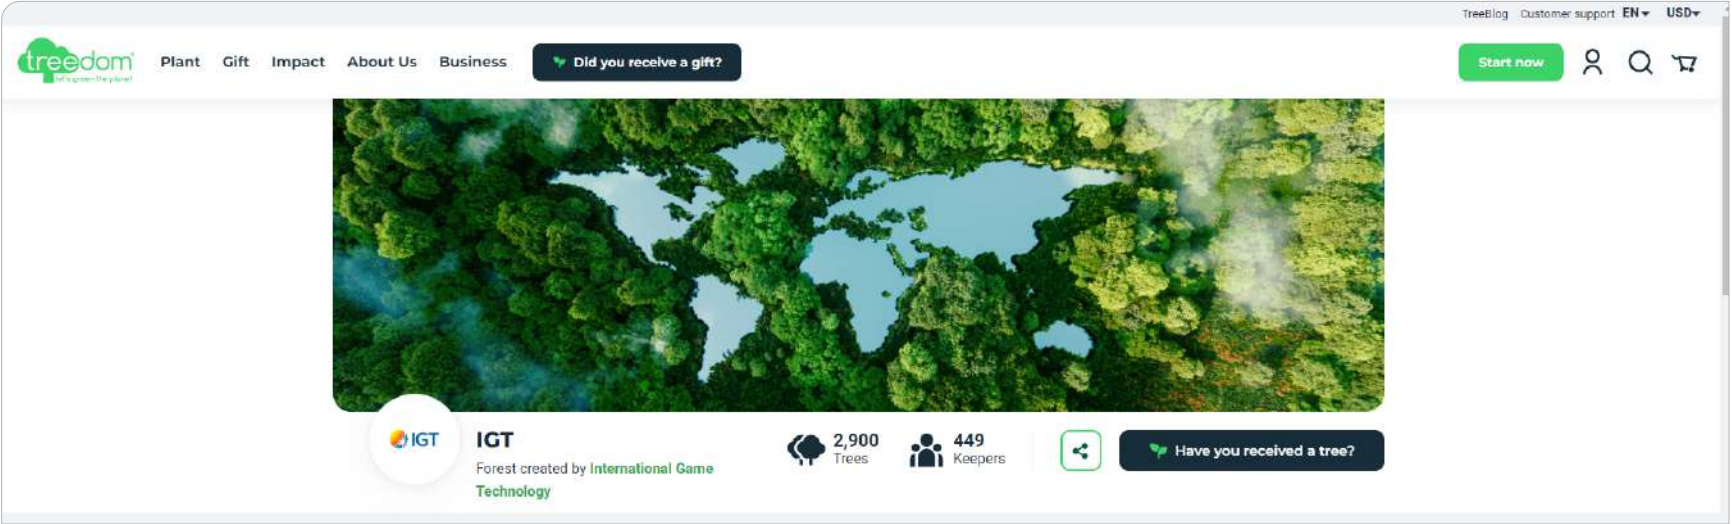 TreeBlog Customer support EN USD
treedom
let's green the planet
Plant Gift Impact About Us Business Did you receive a gift? Start now
IGT
IGT
Forest created by International Game
Technology
2,900
Trees
449
Keepers
Have you received a tree?